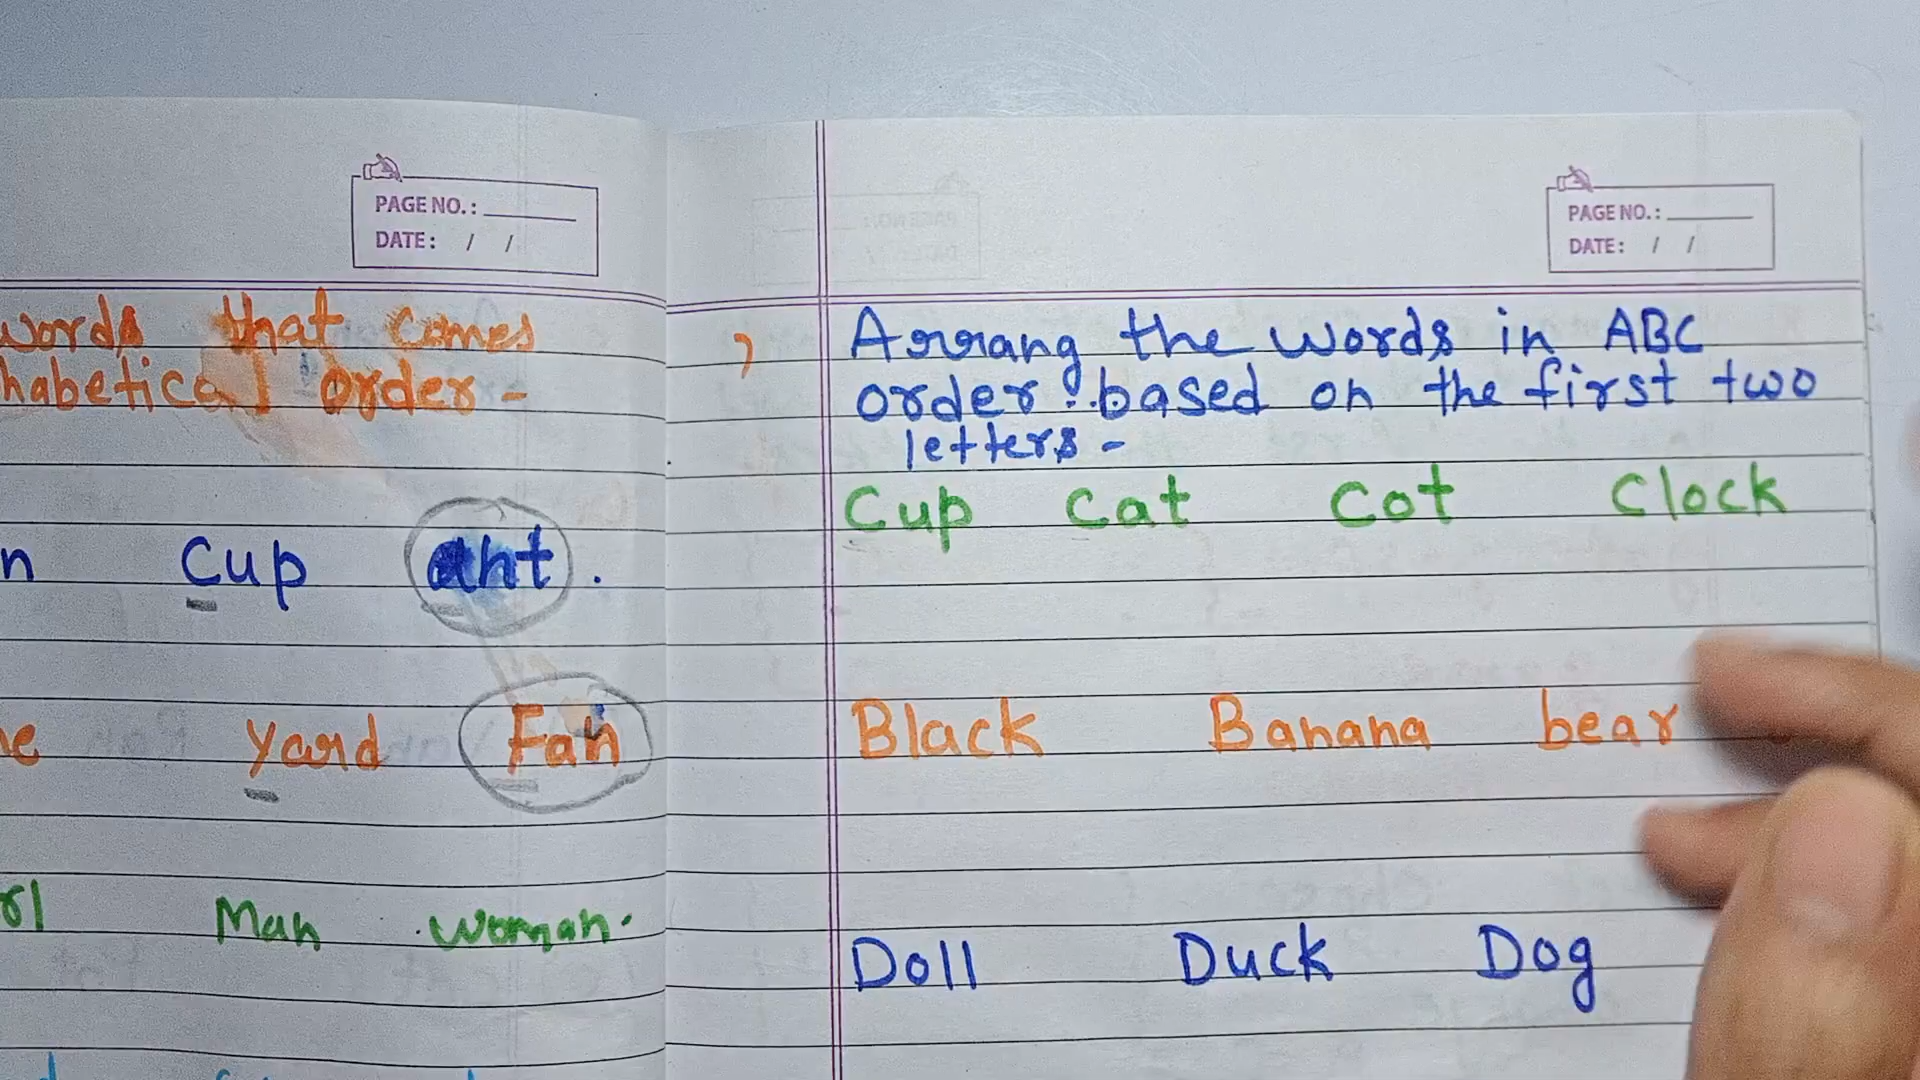 PAGE NO.:
DATE: / /
words that comes
habetical order-
n Cup ant.
ne yard Fan
rl Man woman.
PAGE NO.:
DATE: / /
, Arrang the words in ABC
order. based on the first two
letters-
Cup Cat Cot Clock
Black Banana bear
Doll Duck Dog